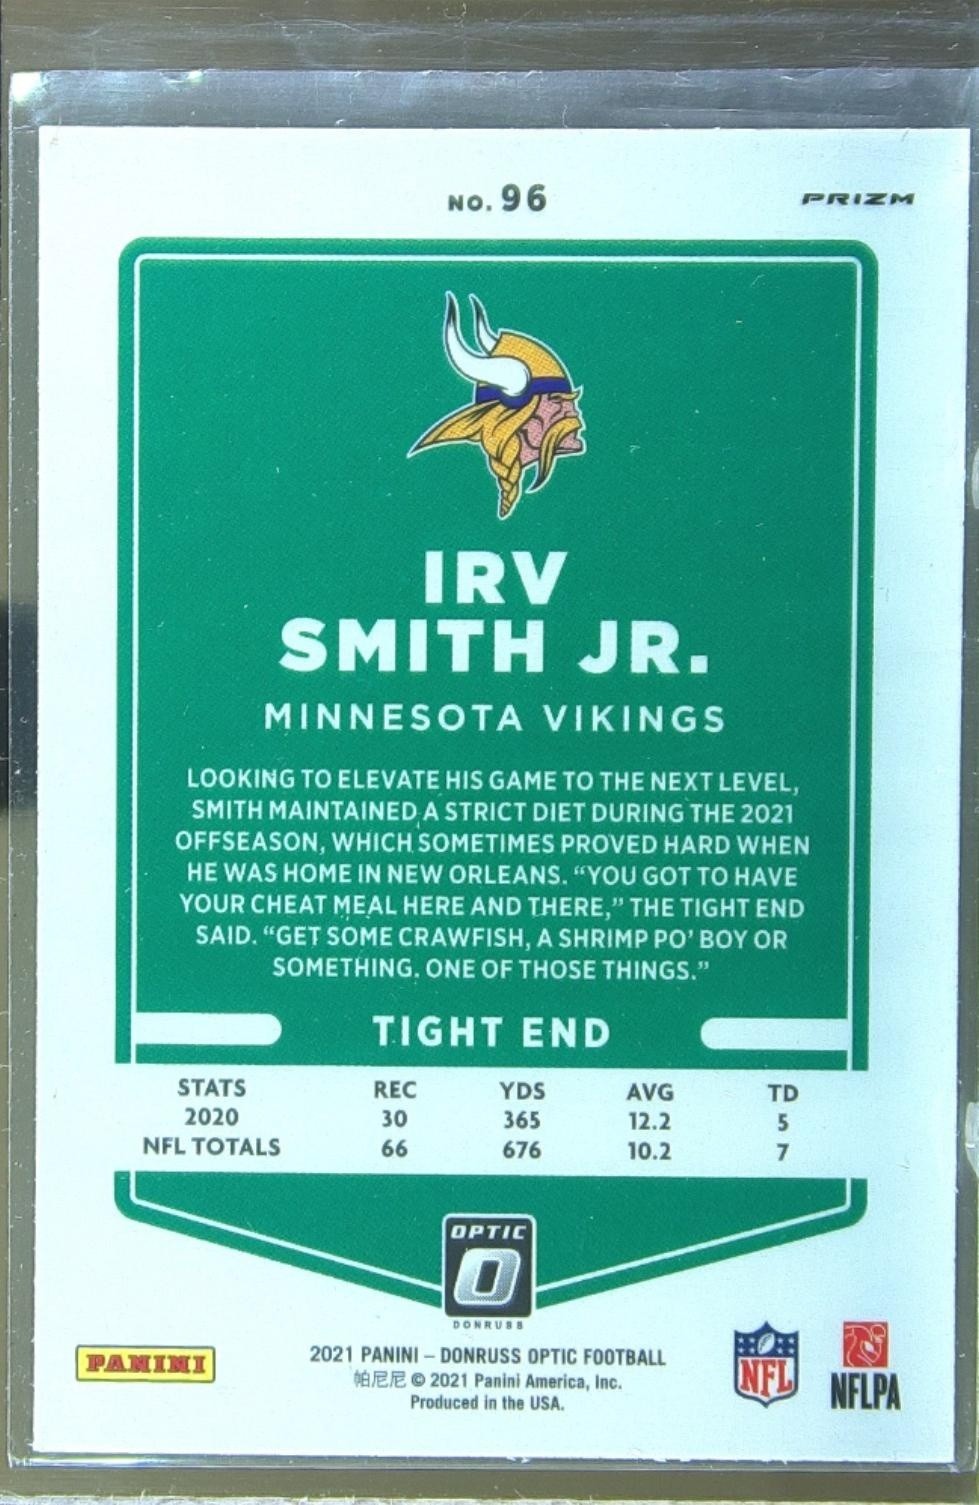 NO. 96
PRIZM
IRV
SMITH JR.
MINNESOTA VIKINGS
LOOKING TO ELEVATE HIS GAME TO THE NEXT LEVEL,
SMITH MAINTAINED A STRICT DIET DURING THE 2021
OFFSEASON, WHICH SOMETIMES PROVED HARD WHEN
HE WAS HOME IN NEW ORLEANS. “YOU GOT TO HAVE
YOUR CHEAT MEAL HERE AND THERE,” THE TIGHT END
SAID. “GET SOME CRAWFISH, A SHRIMP PO’ BOY OR
SOMETHING. ONE OF THOSE THINGS.”
TIGHT END
STATS REC YDS AVG TD
2020 30 365 12.2 5
NFL TOTALS 66 676 10.2 7
OPTIC
O
DONRUSS
PANINI
2021 PANINI – DONRUSS OPTIC FOOTBALL
帕尼尼 © 2021 Panini America, Inc.
Produced in the USA.
NFL
NFLPA